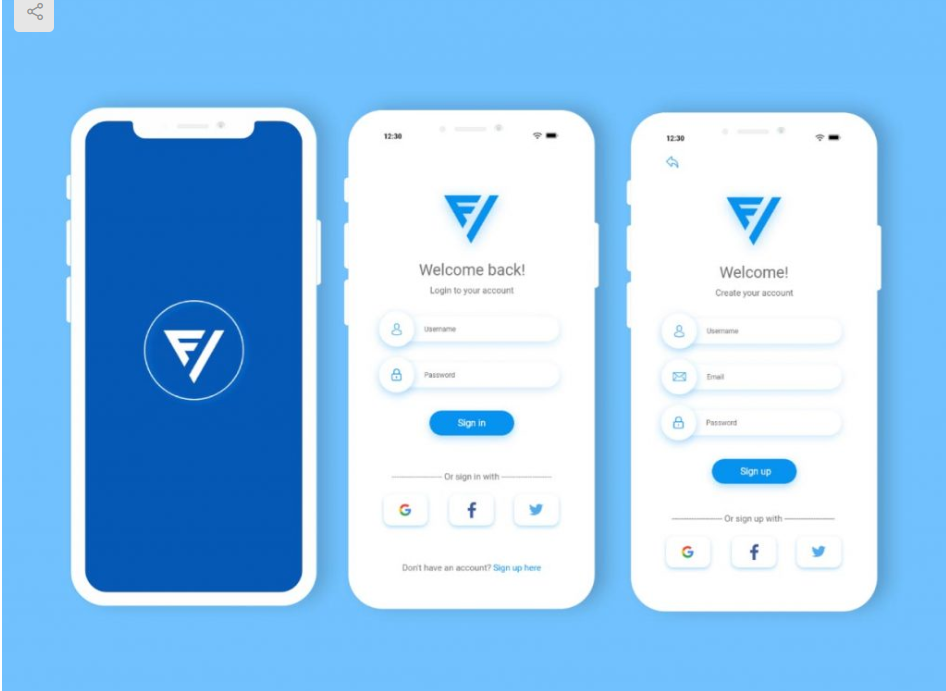 12:30
Welcome back!
Login to your account
Username
Password
Sign in
Or sign in with
G
f
Don't have an account? Sign up here
12:30
Welcome!
Create your account
Username
Email
Password
Sign up
Or sign up with
G
f